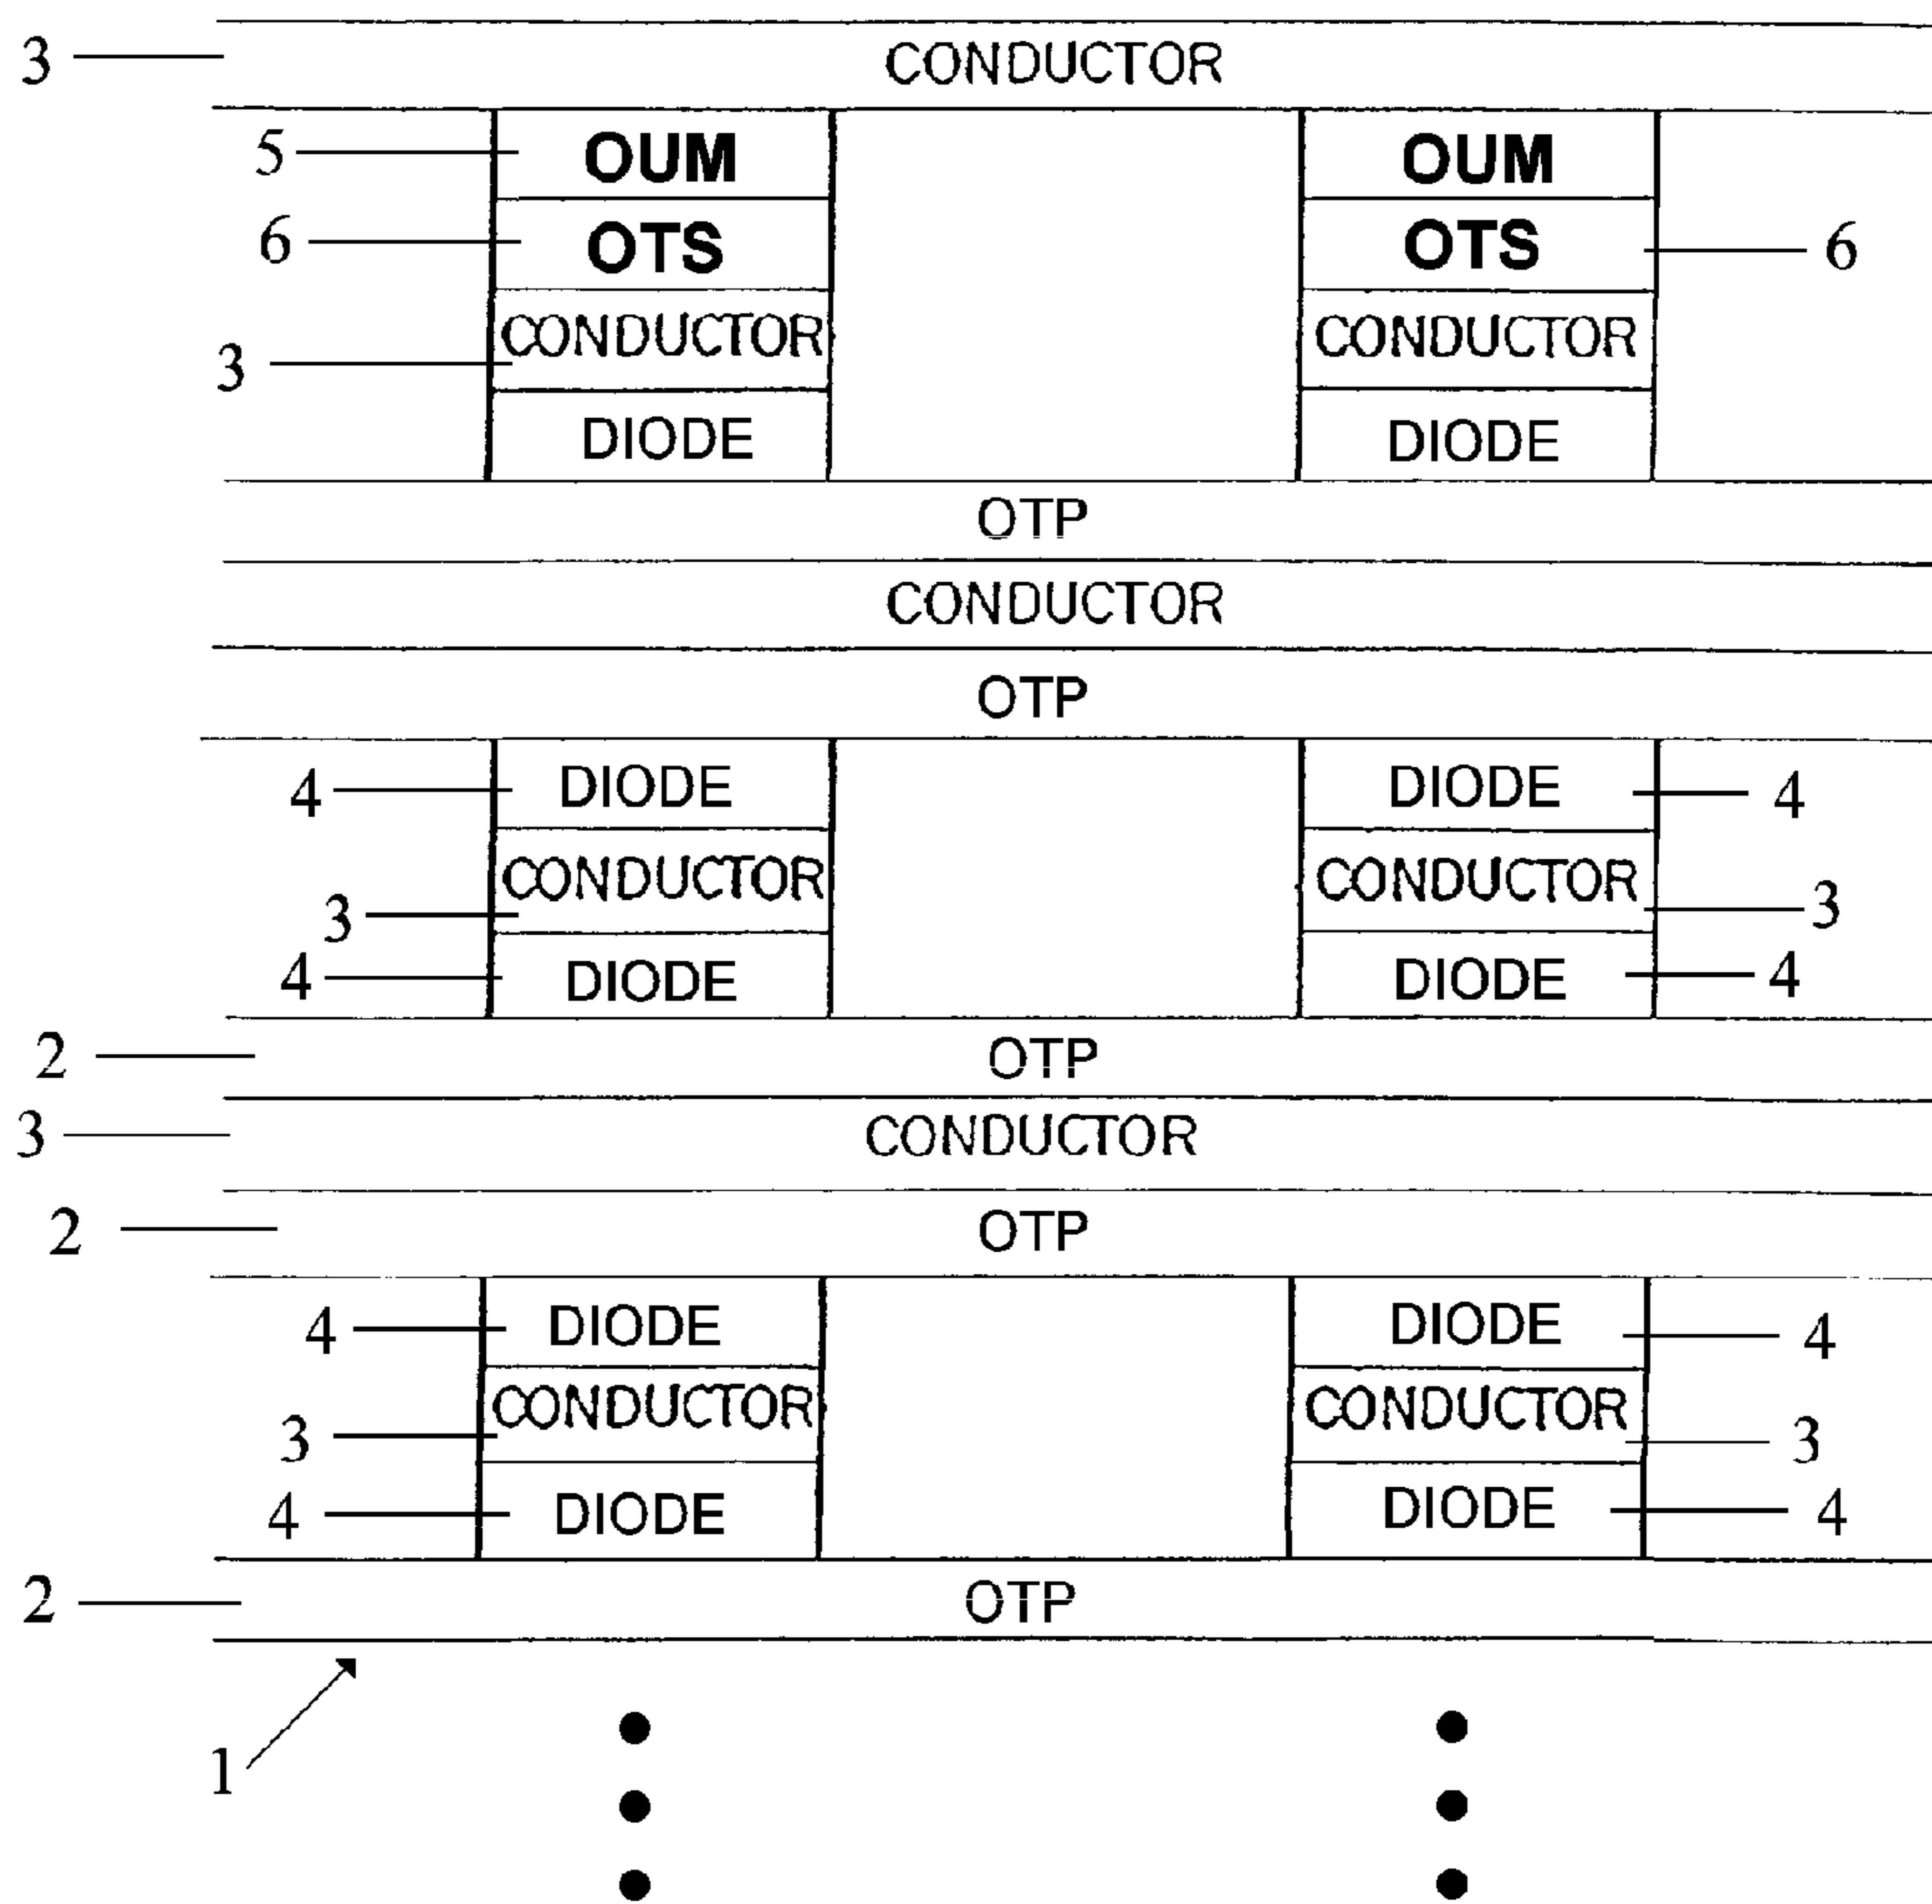 3 CONDUCTOR
5 OUM OUM
6 OTS OTS 6
CONDUCTOR CONDUCTOR
3
DIODE DIODE
OTP
CONDUCTOR
OTP
4 DIODE DIODE 4
CONDUCTOR CONDUCTOR
3 3
4 DIODE DIODE 4
2 OTP
3 CONDUCTOR
2 OTP
4 DIODE DIODE 4
CONDUCTOR CONDUCTOR
3 3
4 DIODE DIODE 4
2 OTP
1